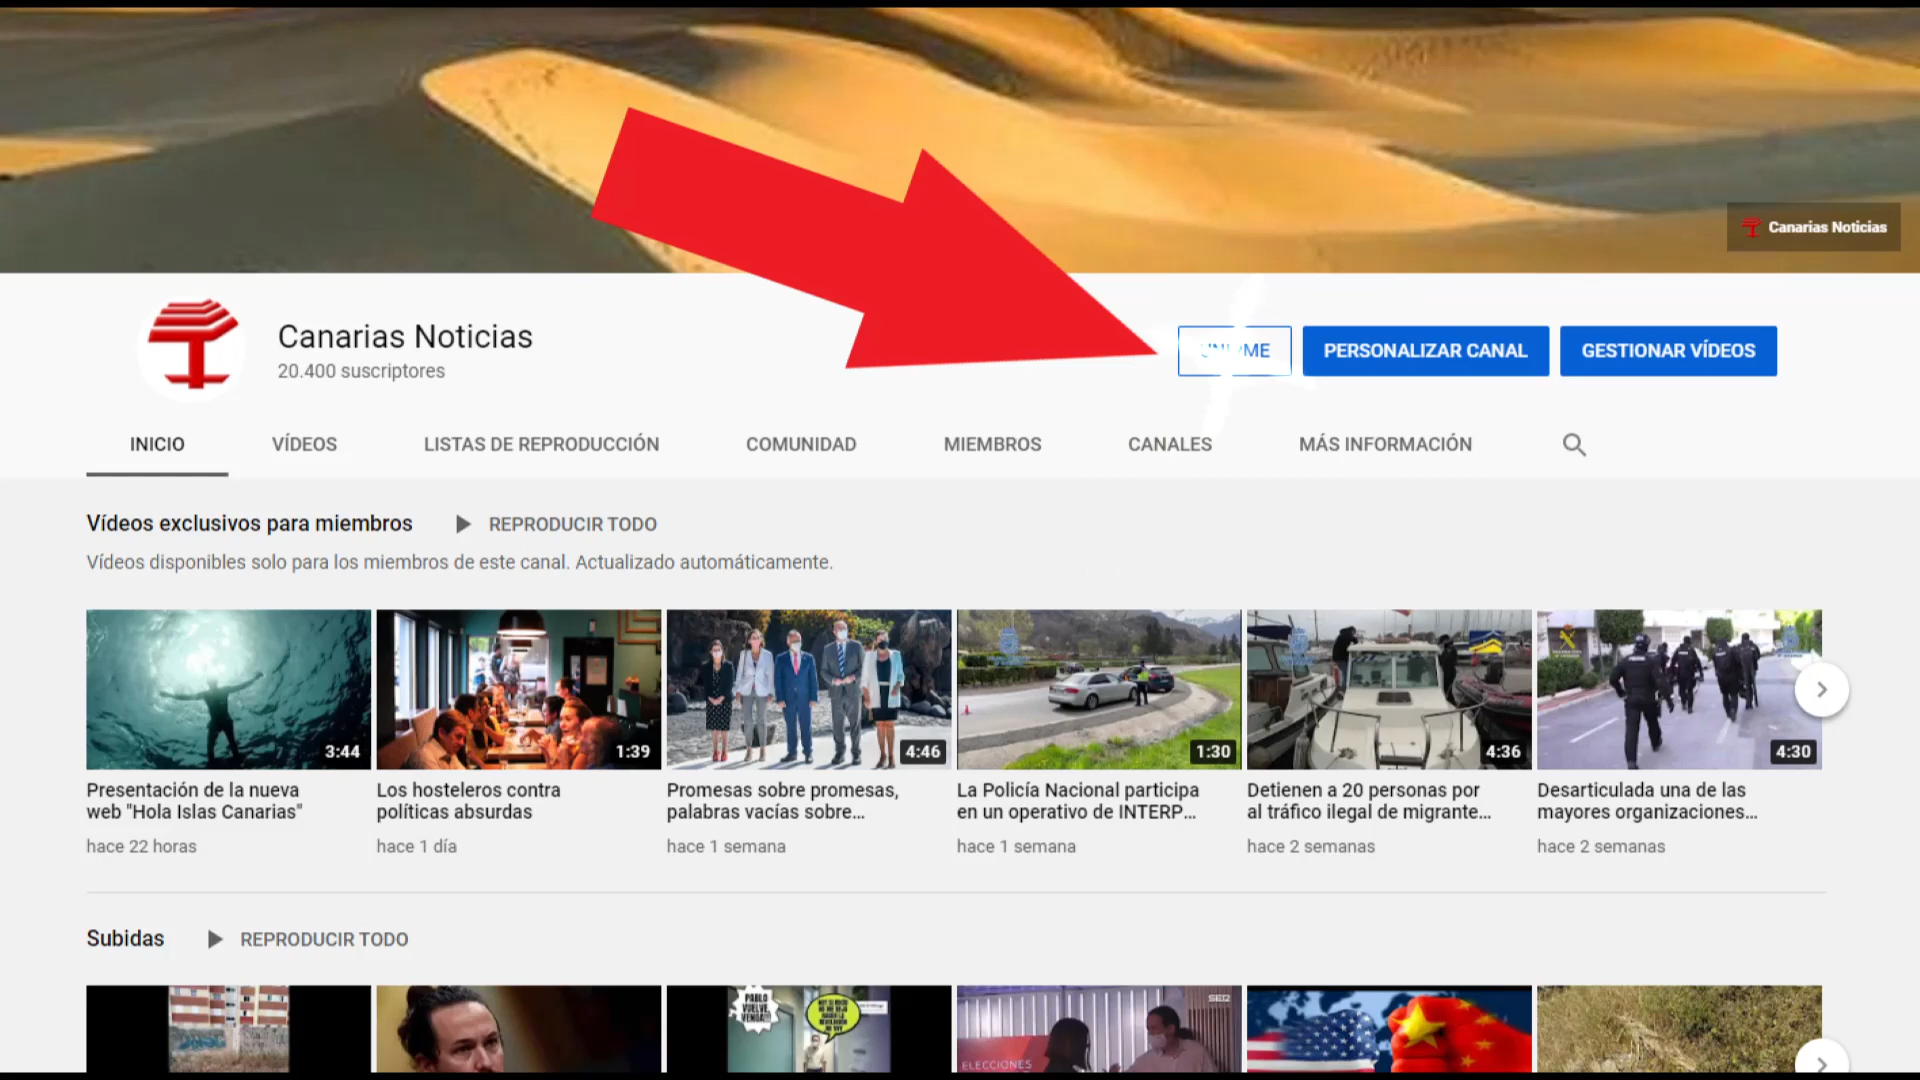 Canarias Noticias
Canarias Noticias
20.400 suscriptores
PERSONALIZAR CANAL
GESTIONAR VÍDEOS
INICIO
VÍDEOS
LISTAS DE REPRODUCCIÓN
COMUNIDAD
MIEMBROS
CANALES
MÁS INFORMACIÓN
Vídeos exclusivos para miembros
REPRODUCIR TODO
Vídeos disponibles solo para los miembros de este canal. Actualizado automáticamente.
3:44
1:39
4:46
1:30
4:36
4:30
Presentación de la nueva
web "Hola Islas Canarias"
hace 22 horas
Los hosteleros contra
políticas absurdas
hace 1 día
Promesas sobre promesas,
palabras vacías sobre...
hace 1 semana
La Policía Nacional participa
en un operativo de INTERP...
hace 1 semana
Detienen a 20 personas por
al tráfico ilegal de migrante...
hace 2 semanas
Desarticulada una de las
mayores organizaciones...
hace 2 semanas
Subidas
REPRODUCIR TODO
PABLO
VUELVE,
VENGA!!!
SER
ELECCIONES